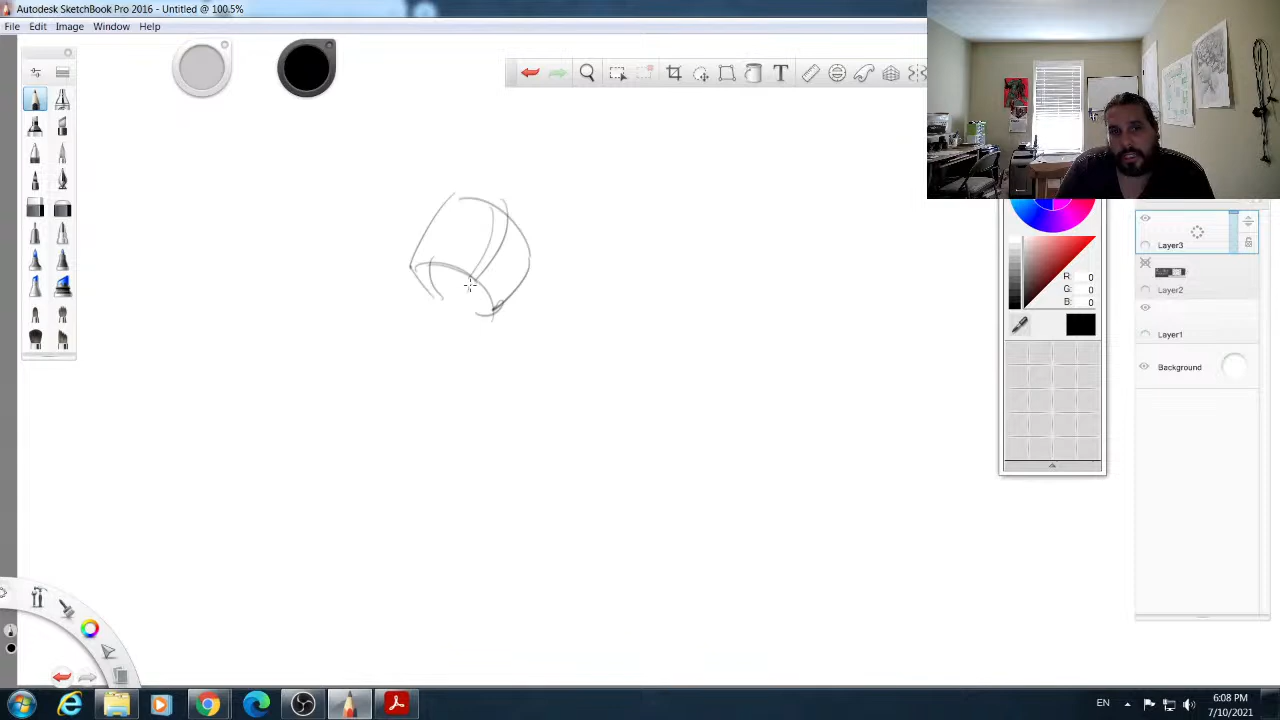 Autodesk SketchBook Pro 2016 - Untitled @ 100.5%
File Edit Image Window Help
T
Layer3
Layer2
Layer1
Background
R: 0
G: 0
B: 0
EN
6:08 PM
7/10/2021